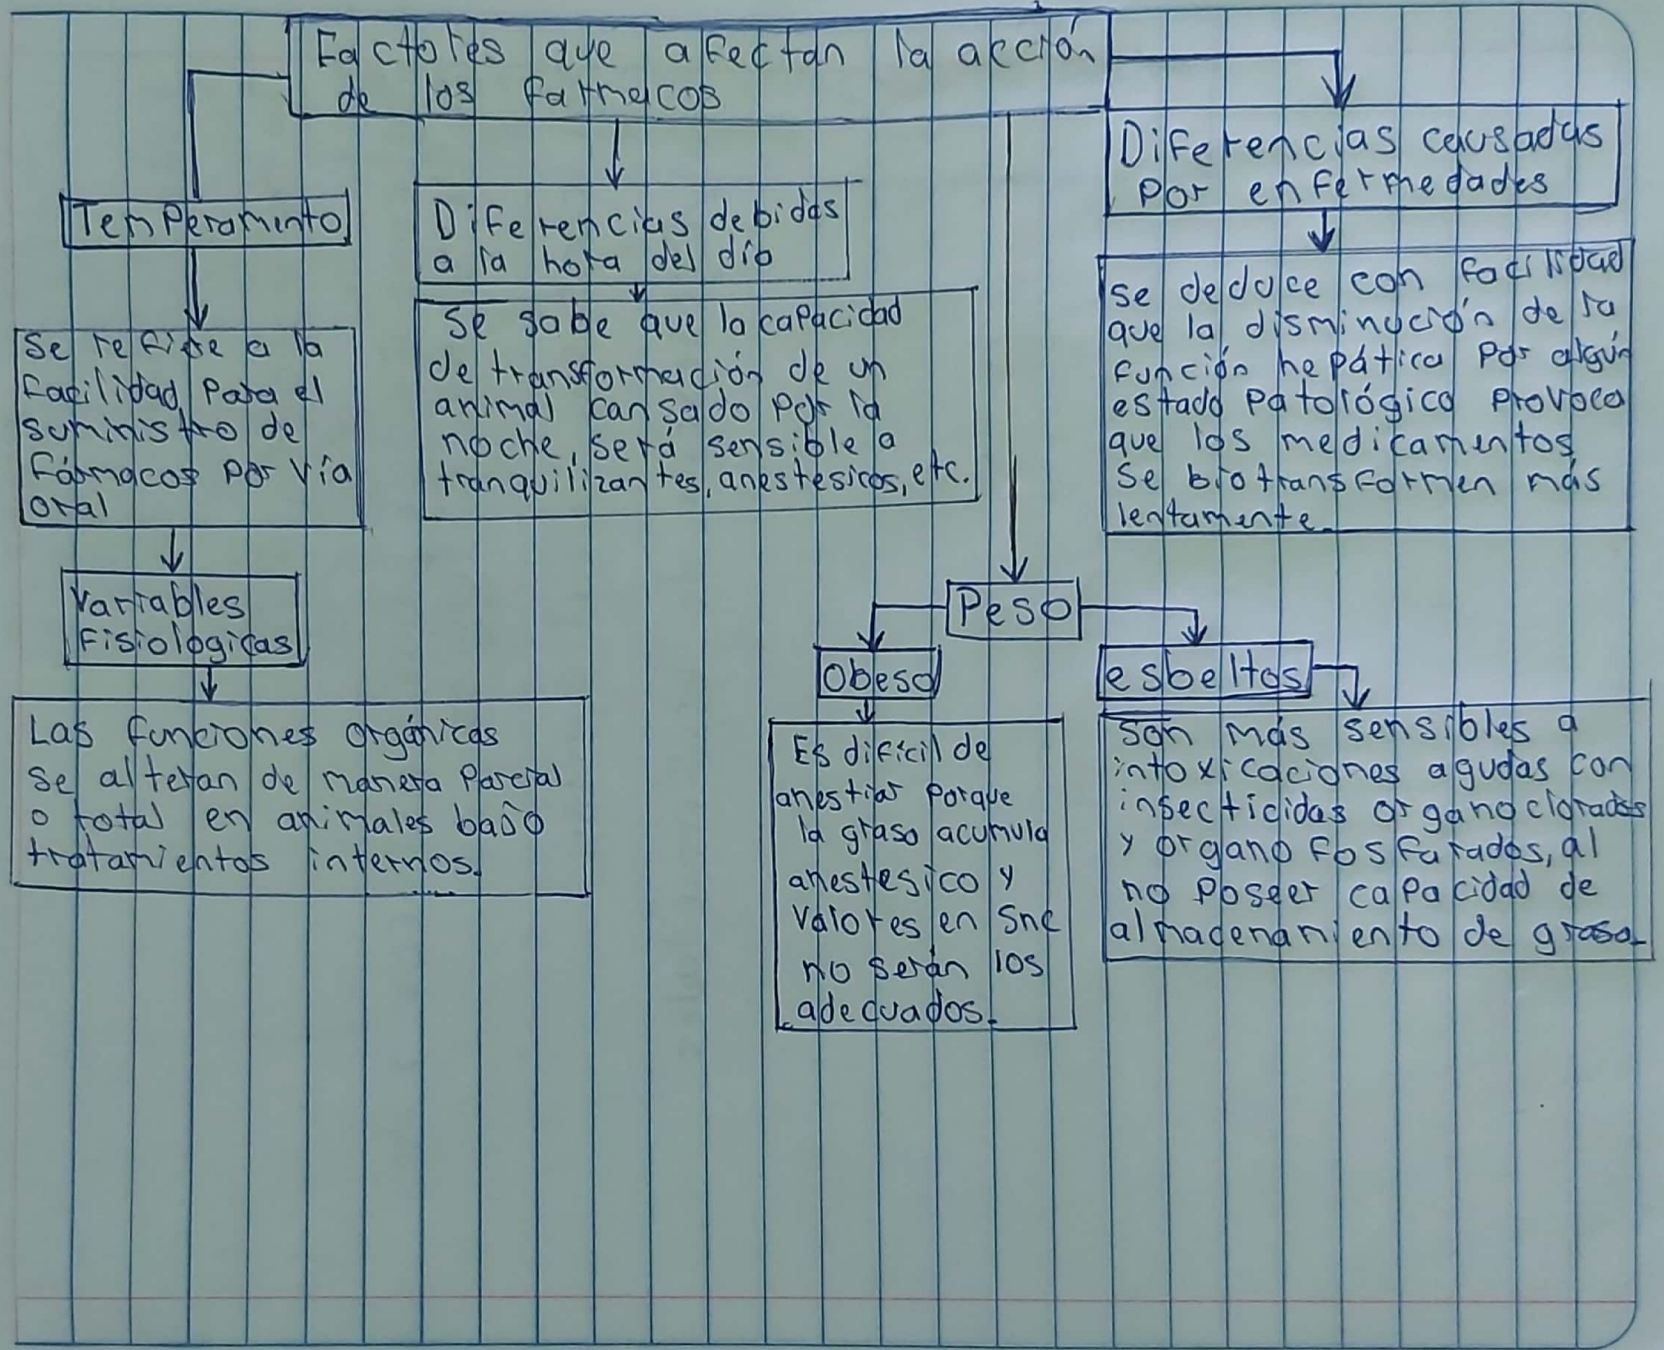 Factores que afectan la acción
de los farmacos
Temperamento
Se refiere a la
facilidad para el
suministro de
fármacos por vía
oral
Variables
Fisiológicas
Las funciones orgánicas
se alteran de manera parcial
o total en animales bajo
tratamientos internos.
Diferencias debidas
a la hora del día
Se sabe que la capacidad
de transformación de un
animal cansado por la
noche, será sensible a
tranquilizantes, anestesicos, etc.
Peso
Obeso
Es difícil de
anestiar porque
la grasa acumula
anestesico y
valores en Snc
no serán los
adecuados.
esbeltos
Son más sensibles a
intoxicaciones agudas con
insecticidas organoclorados
y organo fosfarados, al
no poseer capacidad de
almacenamiento de grasa.
Diferencias causadas
por enfermedades
Se deduce con facilidad
que la disminución de la
función hepática por algún
estado patológico provoca
que los medicamentos
se biotransformen más
lentamente.